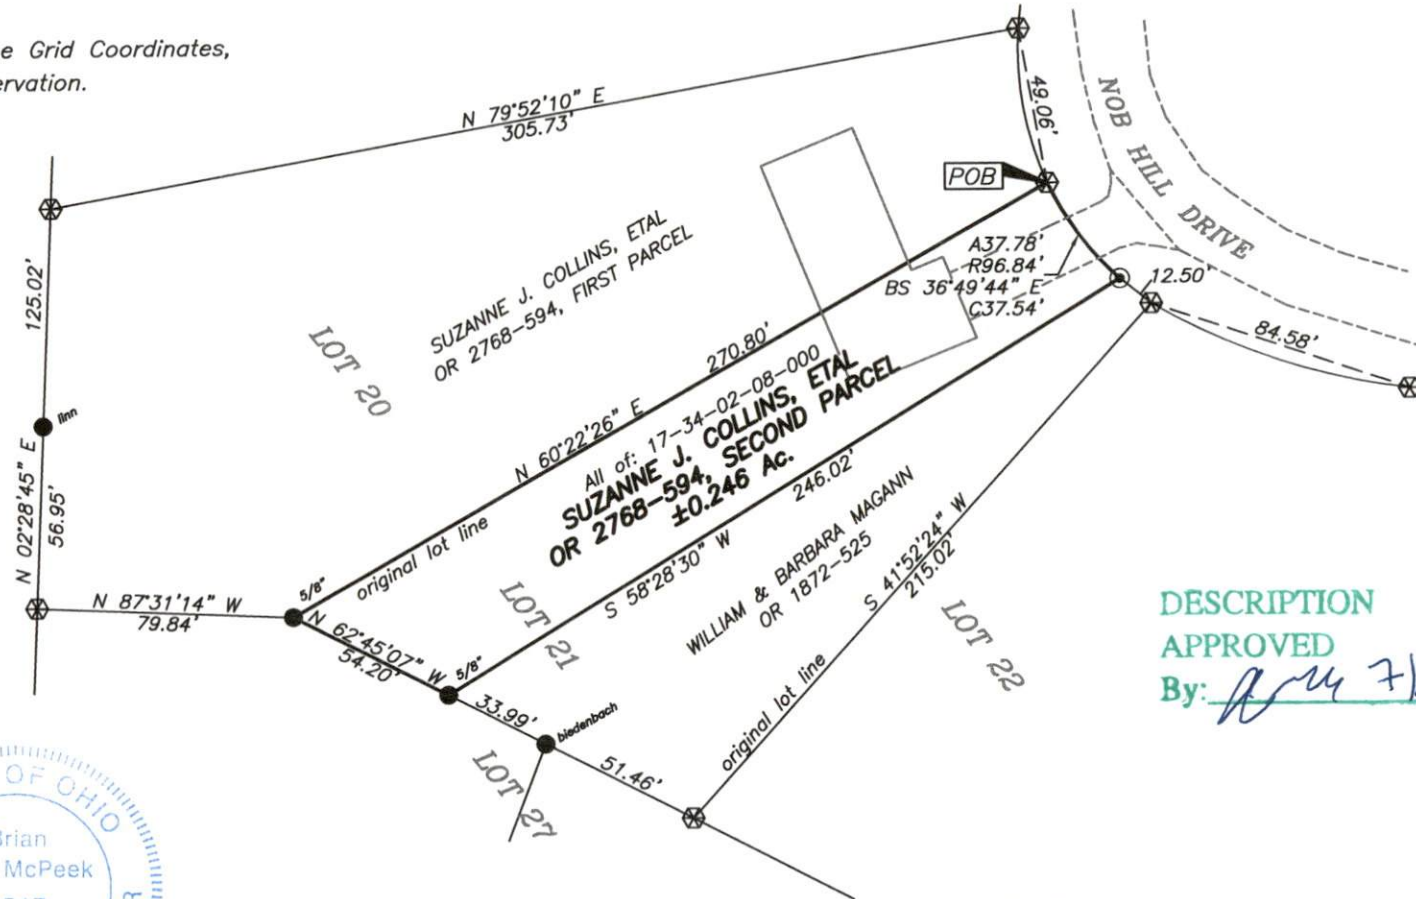 e Grid Coordinates,
ervation.
N 79°52'10" E
305.73'
49.06'
NOB HILL DRIVE
POB
A37.78'
R96.84'
BS 36°49'44" E
C37.54'
12.50'
84.58'
125.02'
SUZANNE J. COLLINS, ETAL
OR 2768-594, FIRST PARCEL
LOT 20
270.80'
N 60°22'26" E
original lot line
All of: 17-34-02-08-000
SUZANNE J. COLLINS, ETAL
OR 2768-594, SECOND PARCEL
±0.246 Ac.
linn
N 02°28'45" E
56.95'
N 87°31'14" W
79.84'
5/8"
N 62°45'07" W
54.20'
5/8"
S 58°28'30" W
246.02'
LOT 21
WILLIAM & BARBARA MAGANN
OR 1872-525
S 41°52'24" W
215.02'
original lot line
LOT 22
33.99'
biedenbach
51.46'
LOT 27
DESCRIPTION
APPROVED
By:
OF OHIO
Brian
McPeek